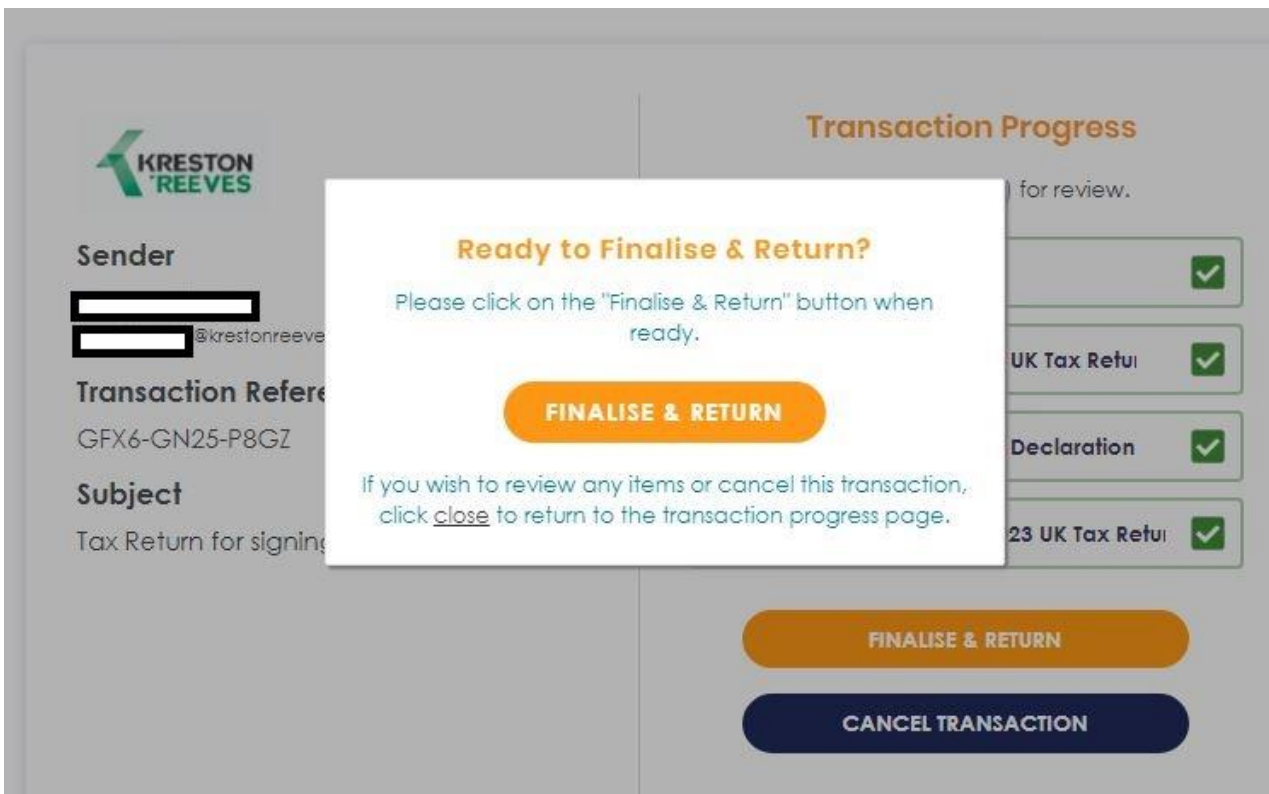 KRESTON
REEVES
Sender
@krestonreeve
Transaction Refere
GFX6-GN25-P8GZ
Subject
Tax Return for signing
Transaction Progress
for review.
UK Tax Retu
Declaration
23 UK Tax Retu
FINALISE & RETURN
CANCEL TRANSACTION
Ready to Finalise & Return?
Please click on the "Finalise & Return" button when
ready.
FINALISE & RETURN
If you wish to review any items or cancel this transaction,
click close to return to the transaction progress page.